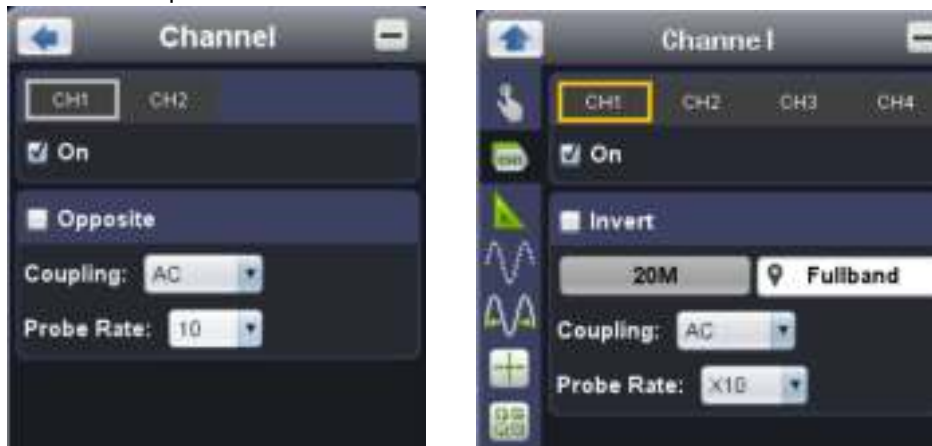 Channel
CH1 CH2
On
Opposite
Coupling: AC
Probe Rate: 10
Channel
CH1 CH2 CH3 CH4
On
Invert
20M Fullband
Coupling: AC
Probe Rate: X10